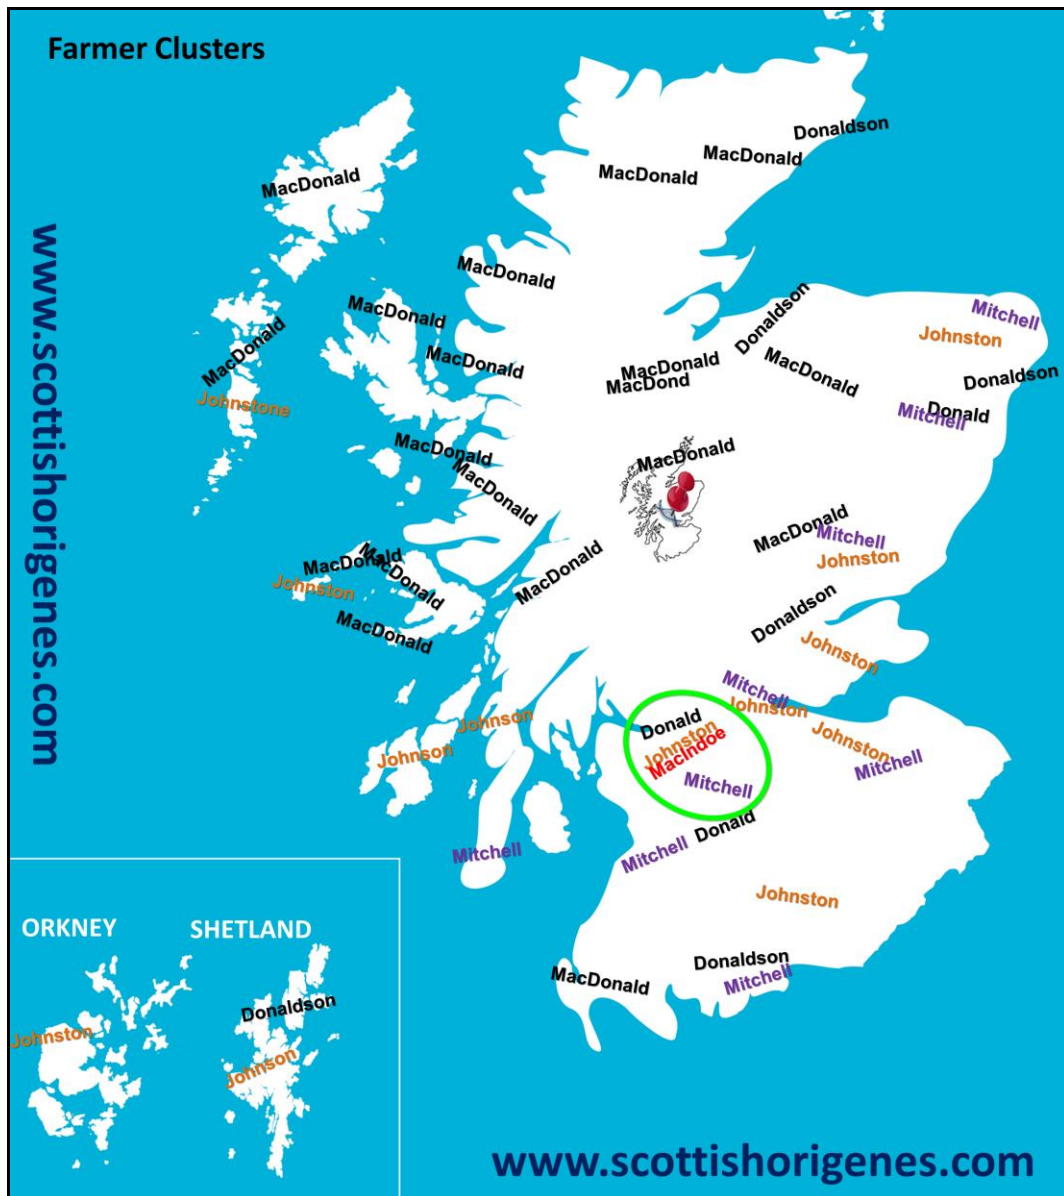 Farmer Clusters
Donaldson
MacDonald
MacDonald
MacDonald
www.scottishorigenes.com
MacDonald
MacDonald
Donaldson
Mitchell
Johnston
MacDonald
MacDonald
MacDonald
MacDond
MacDonald
Donaldson
Johnstone
Donald
Mitchell
MacDonald
MacDonald
MacDonald
MacDonald
Mitchell
Johnston
MacDonald
MacDonald
MacDonald
Johnston
MacDonald
Donaldson
Johnston
Mitchell
Johnston
Johnson
Donald
Johnston
MacIndoe
Johnston
Johnson
Mitchell
Mitchell
Donald
Mitchell
Mitchell
Johnston
ORKNEY
SHETLAND
Donaldson
MacDonald
Mitchell
Donaldson
Johnston
Johnson
www.scottishorigenes.com